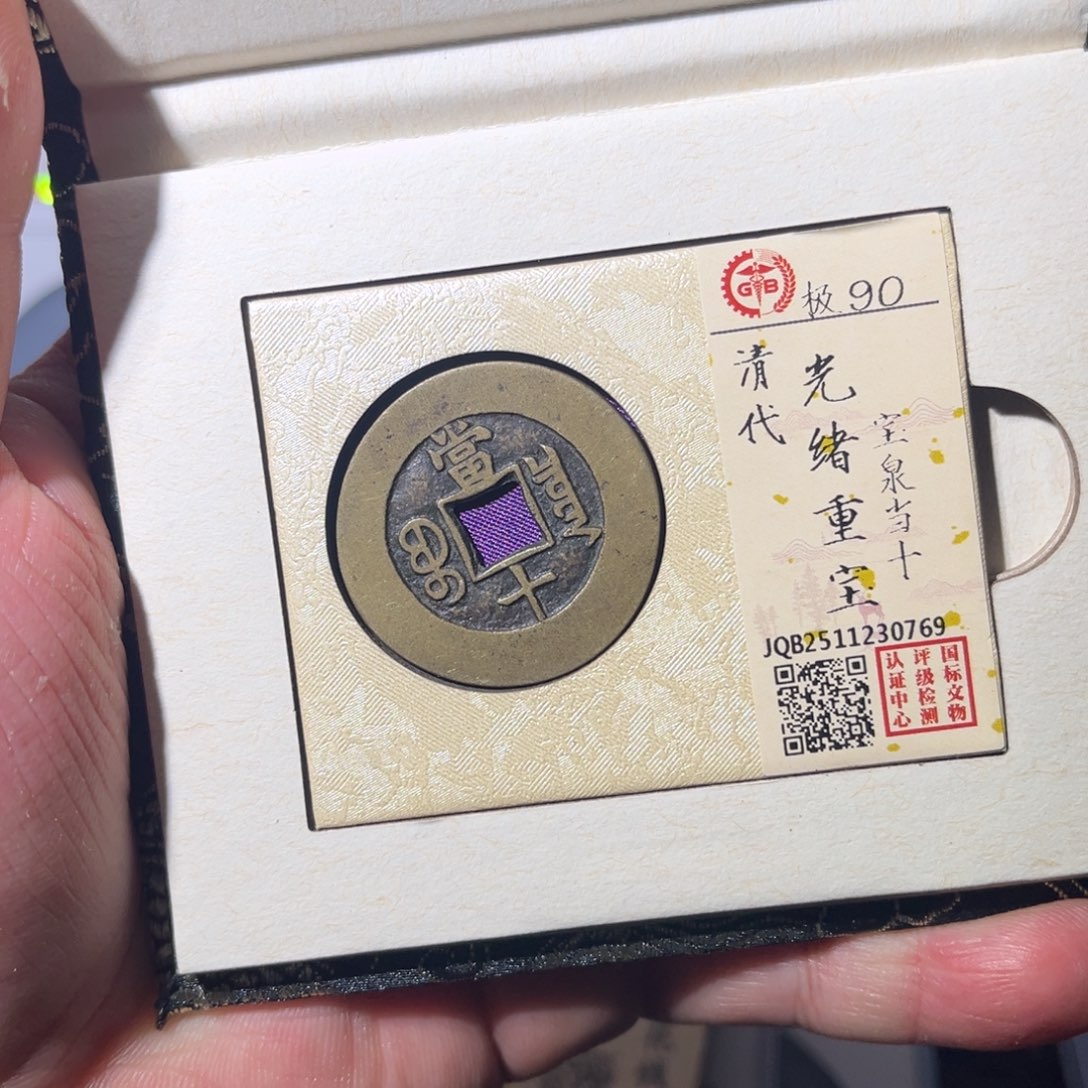 當
十
GB
极.90
清代
光绪重宝
宝泉当十
JQB2511230769
国标文物
评级检测
认证中心